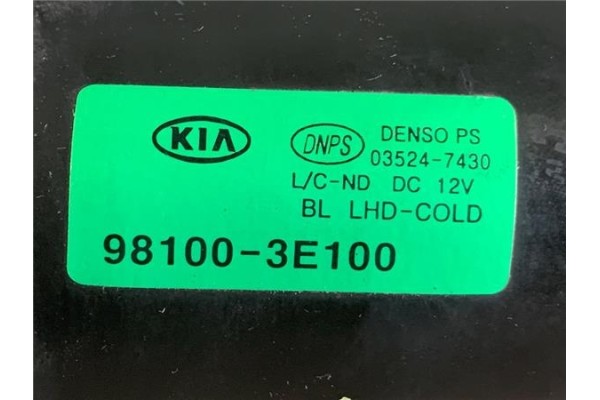 KIA
DNPS DENSO PS
03524-7430
L/C-ND DC 12V
BL LHD-COLD
98100-3E100